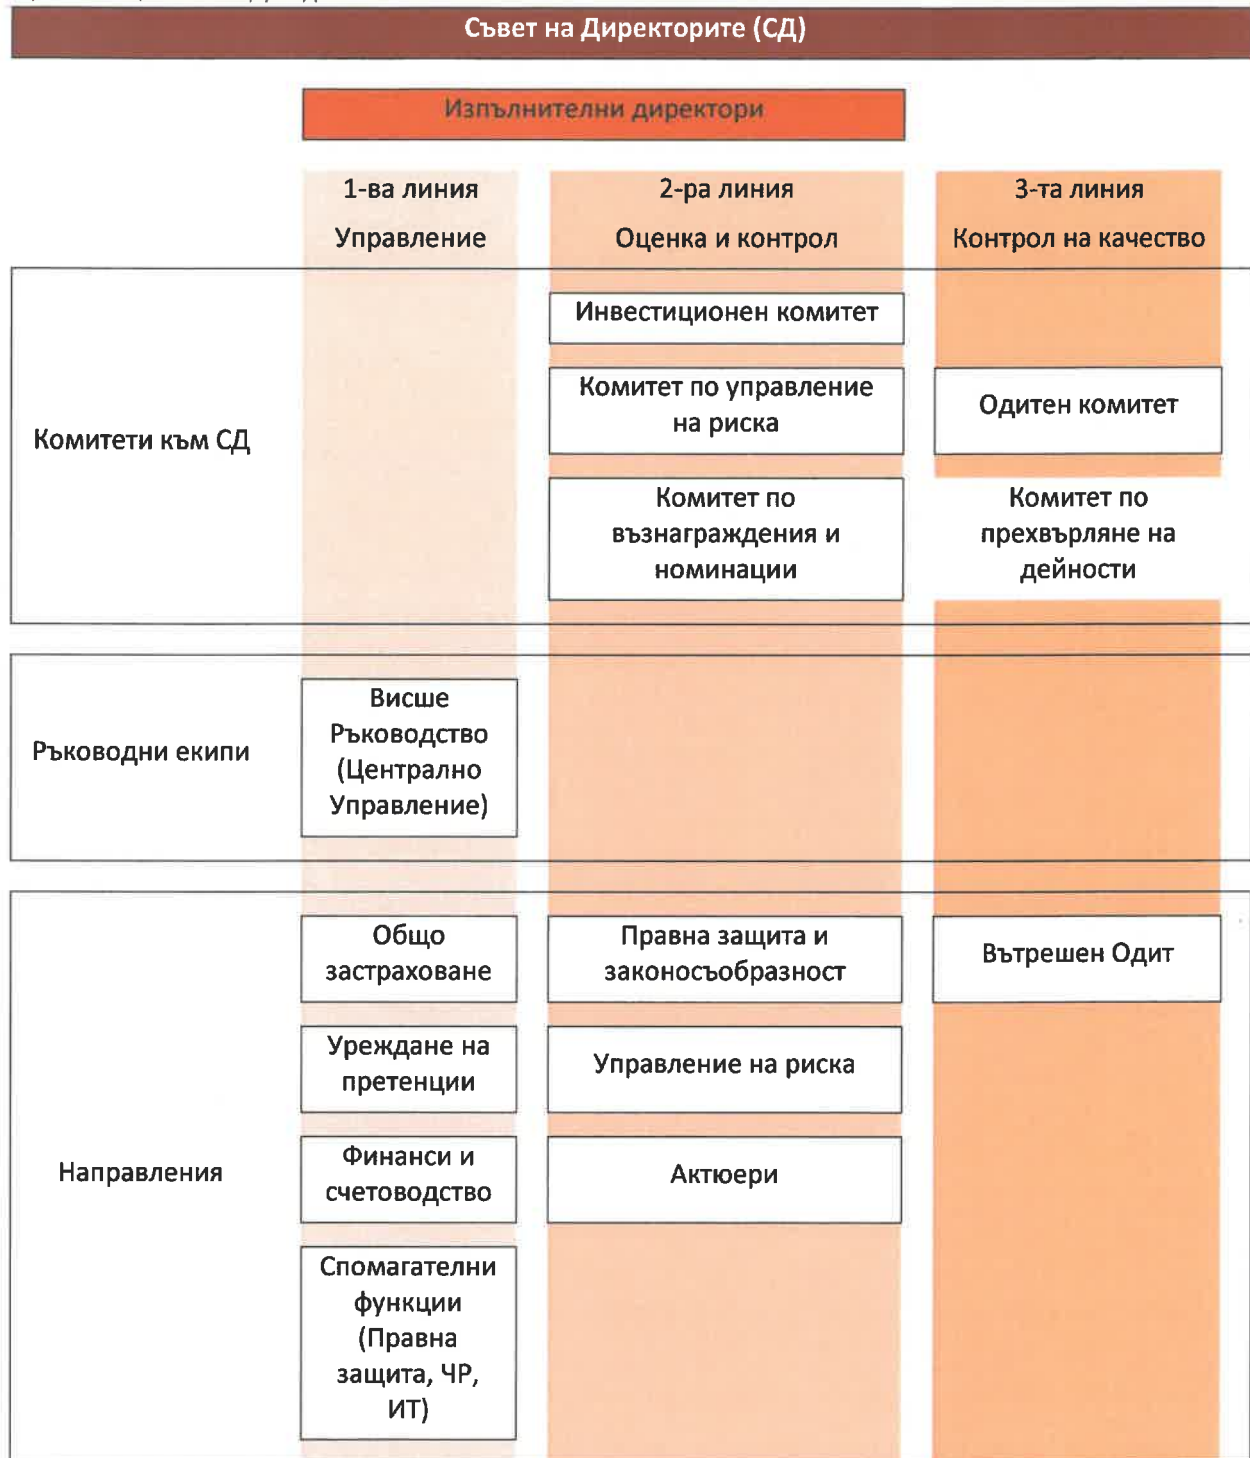 Съвет на Директорите (СД)
Изпълнителни директори
1-ва линия
Управление
2-ра линия
Оценка и контрол
3-та линия
Контрол на качество
Комитети към СД
Инвестиционен комитет
Комитет по управление
на риска
Комитет по
възнаграждения и
номинации
Одитен комитет
Комитет по
прехвърляне на
дейности
Ръководни екипи
Висше
Ръководство
(Централно
Управление)
Направления
Общо
застраховане
Уреждане на
претенции
Финанси и
счетоводство
Спомагателни
функции
(Правна
защита, ЧР,
ИТ)
Правна защита и
законосъобразност
Управление на риска
Актюери
Вътрешен Одит